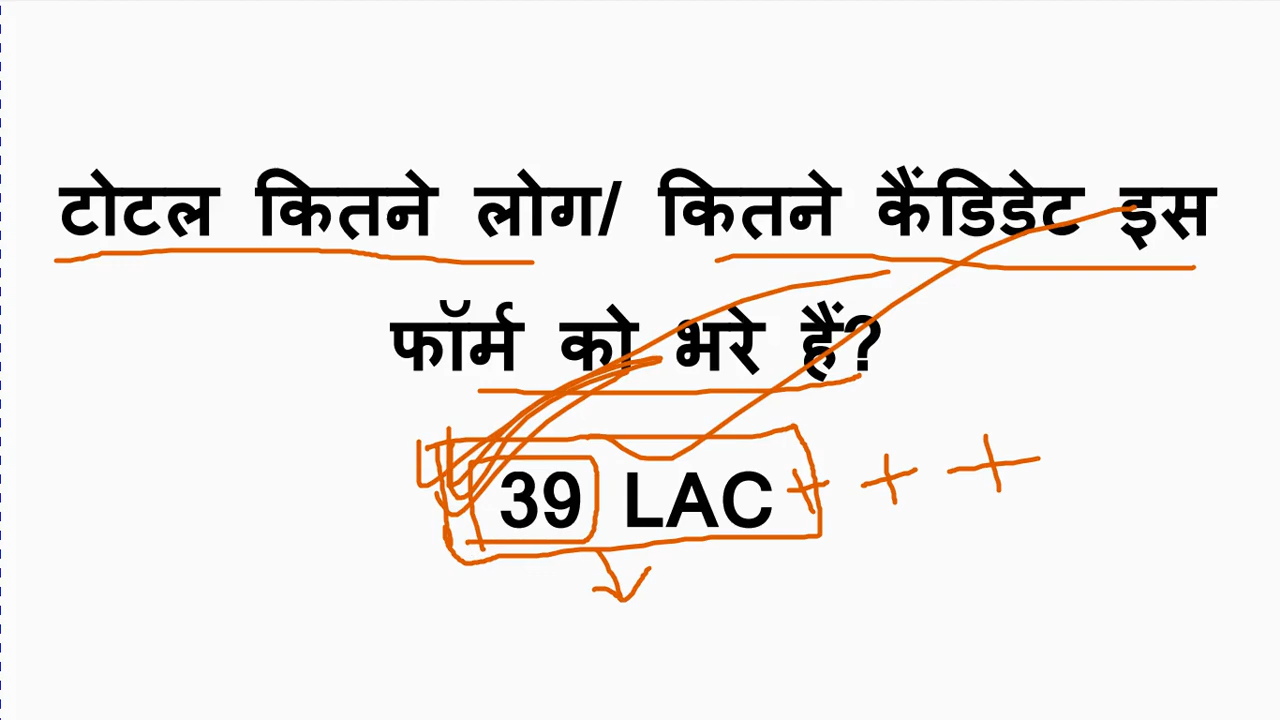 टोटल कितने लोग/ कितने कैंडिडेट इस
फॉर्म को भरे हैं?
39 LAC + + +